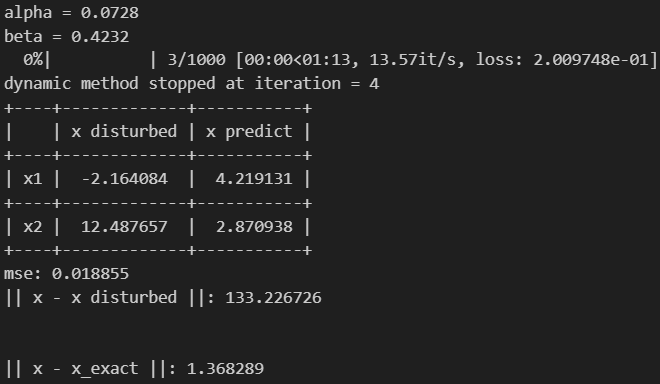 alpha = 0.0728
beta = 0.4232
  0%|          | 3/1000 [00:00<01:13, 13.57it/s, loss: 2.009748e-01]
dynamic method stopped at iteration = 4
+----+-------------+-----------+
|    | x disturbed | x predict |
+----+-------------+-----------+
| x1 |  -2.164084  |  4.219131 |
+----+-------------+-----------+
| x2 |  12.487657  |  2.870938 |
+----+-------------+-----------+
mse: 0.018855
|| x - x disturbed ||: 133.226726
|| x - x_exact ||: 1.368289